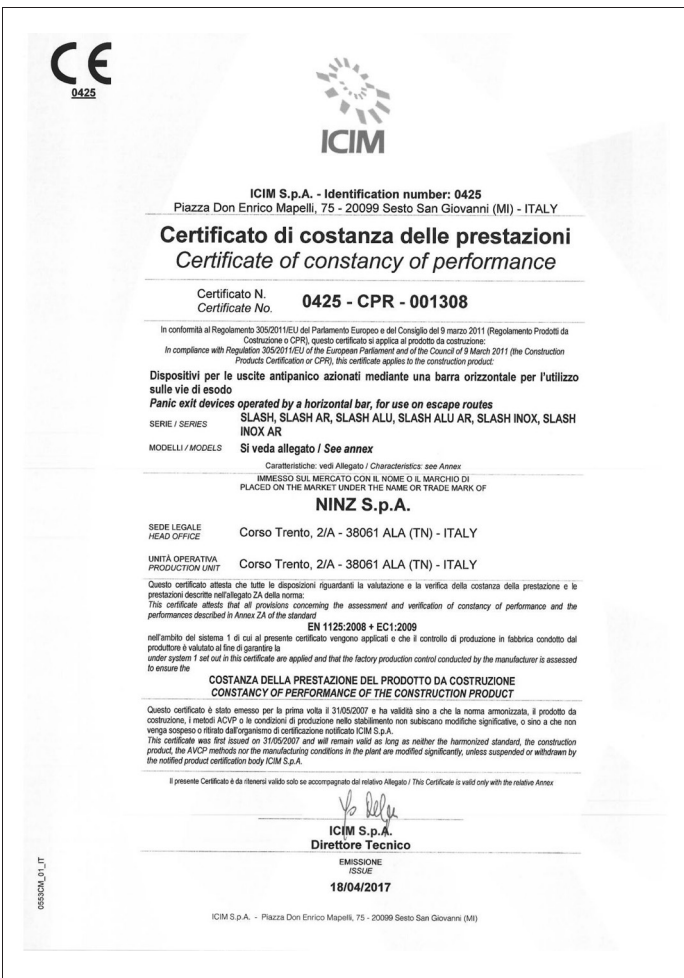 CE
0425
ICIM
ICIM S.p.A. - Identification number: 0425
Piazza Don Enrico Mapelli, 75 - 20099 Sesto San Giovanni (MI) - ITALY
Certificato di costanza delle prestazioni
Certificate of constancy of performance
Certificato N.
Certificate No.
0425 - CPR - 001308
In conformità al Regolamento 305/2011/EU del Parlamento Europeo e del Consiglio del 9 marzo 2011 (Regolamento Prodotti da
Costruzione o CPR), questo certificato si applica al prodotto da costruzione:
In compliance with Regulation 305/2011/EU of the European Parliament and of the Council of 9 March 2011 (the Construction
Products Certification or CPR), this certificate applies to the construction product:
Dispositivi per le uscite antipanico azionati mediante una barra orizzontale per l'utilizzo
sulle vie di esodo
Panic exit devices operated by a horizontal bar, for use on escape routes
SERIE / SERIES
SLASH, SLASH AR, SLASH ALU, SLASH ALU AR, SLASH INOX, SLASH
INOX AR
MODELLI / MODELS
Si veda allegato / See annex
Caratteristiche: vedi Allegato / Characteristics: see Annex
IMMESSO SUL MERCATO CON IL NOME O IL MARCHIO DI
PLACED ON THE MARKET UNDER THE NAME OR TRADE MARK OF
NINZ S.p.A.
SEDE LEGALE
HEAD OFFICE
Corso Trento, 2/A - 38061 ALA (TN) - ITALY
UNITÀ OPERATIVA
PRODUCTION UNIT
Corso Trento, 2/A - 38061 ALA (TN) - ITALY
Questo certificato attesta che tutte le disposizioni riguardanti la valutazione e la verifica della costanza della prestazione e le
prestazioni descritte nell'allegato ZA della norma:
This certificate attests that all provisions concerning the assessment and verification of constancy of performance and the
performances described in Annex ZA of the standard
EN 1125:2008 + EC1:2009
nell'ambito del sistema 1 di cui al presente certificato vengono applicati e che il controllo di produzione in fabbrica condotto dal
produttore è valutato al fine di garantire la
under system 1 set out in this certificate are applied and that the factory production control conducted by the manufacturer is assessed
to ensure the
COSTANZA DELLA PRESTAZIONE DEL PRODOTTO DA COSTRUZIONE
CONSTANCY OF PERFORMANCE OF THE CONSTRUCTION PRODUCT
Questo certificato è stato emesso per la prima volta il 31/05/2007 e ha validità sino a che la norma armonizzata, il prodotto da
costruzione, i metodi ACVP o le condizioni di produzione nello stabilimento non subiscano modifiche significative, o sino a che non
venga sospeso o ritirato dall'organismo di certificazione notificato ICIM S.p.A.
This certificate was first issued on 31/05/2007 and will remain valid as long as neither the harmonized standard, the construction
product, the AVCP methods nor the manufacturing conditions in the plant are modified significantly, unless suspended or withdrawn by
the notified product certification body ICIM S.p.A.
Il presente Certificato è da ritenersi valido solo se accompagnato dal relativo Allegato / This Certificate is valid only with the relative Annex
ICIM S.p.A.
Direttore Tecnico
EMISSIONE
ISSUE
18/04/2017
0553CM_01_IT
ICIM S.p.A. - Piazza Don Enrico Mapelli, 75 - 20099 Sesto San Giovanni (MI)